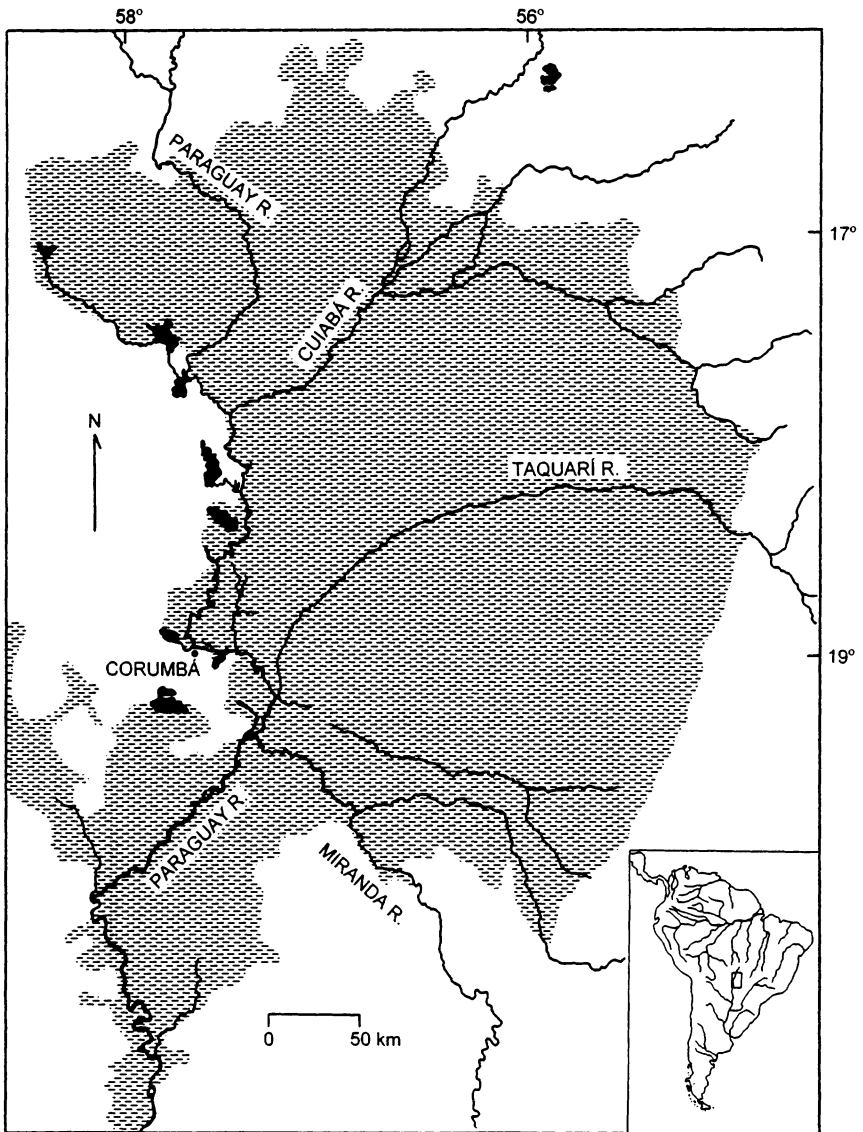 58°
56°
PARAGUAY R.
17°
CUIABÁ R.
N
TAQUARÍ R.
CORUMBÁ
19°
PARAGUAY R.
MIRANDA R.
0 50 km